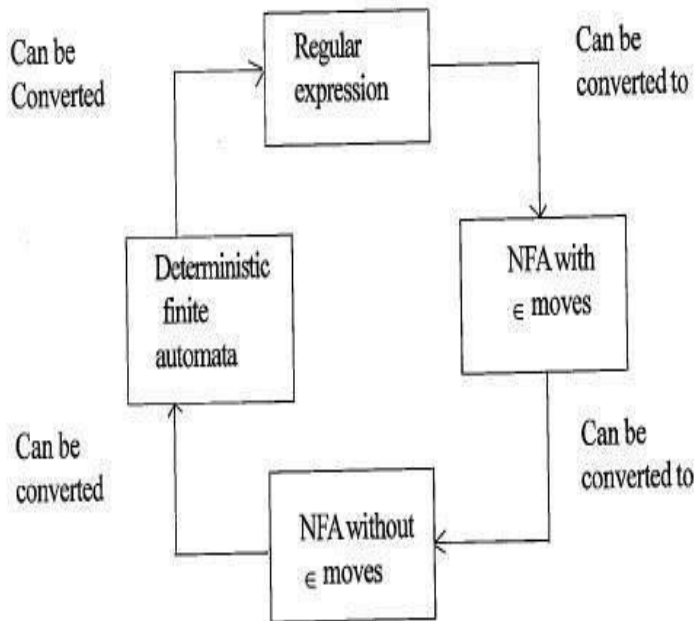 Can be
Converted
Regular
expression
Can be
converted to
Deterministic
finite
automata
NFA with
∈ moves
Can be
converted
NFA without
∈ moves
Can be
converted to